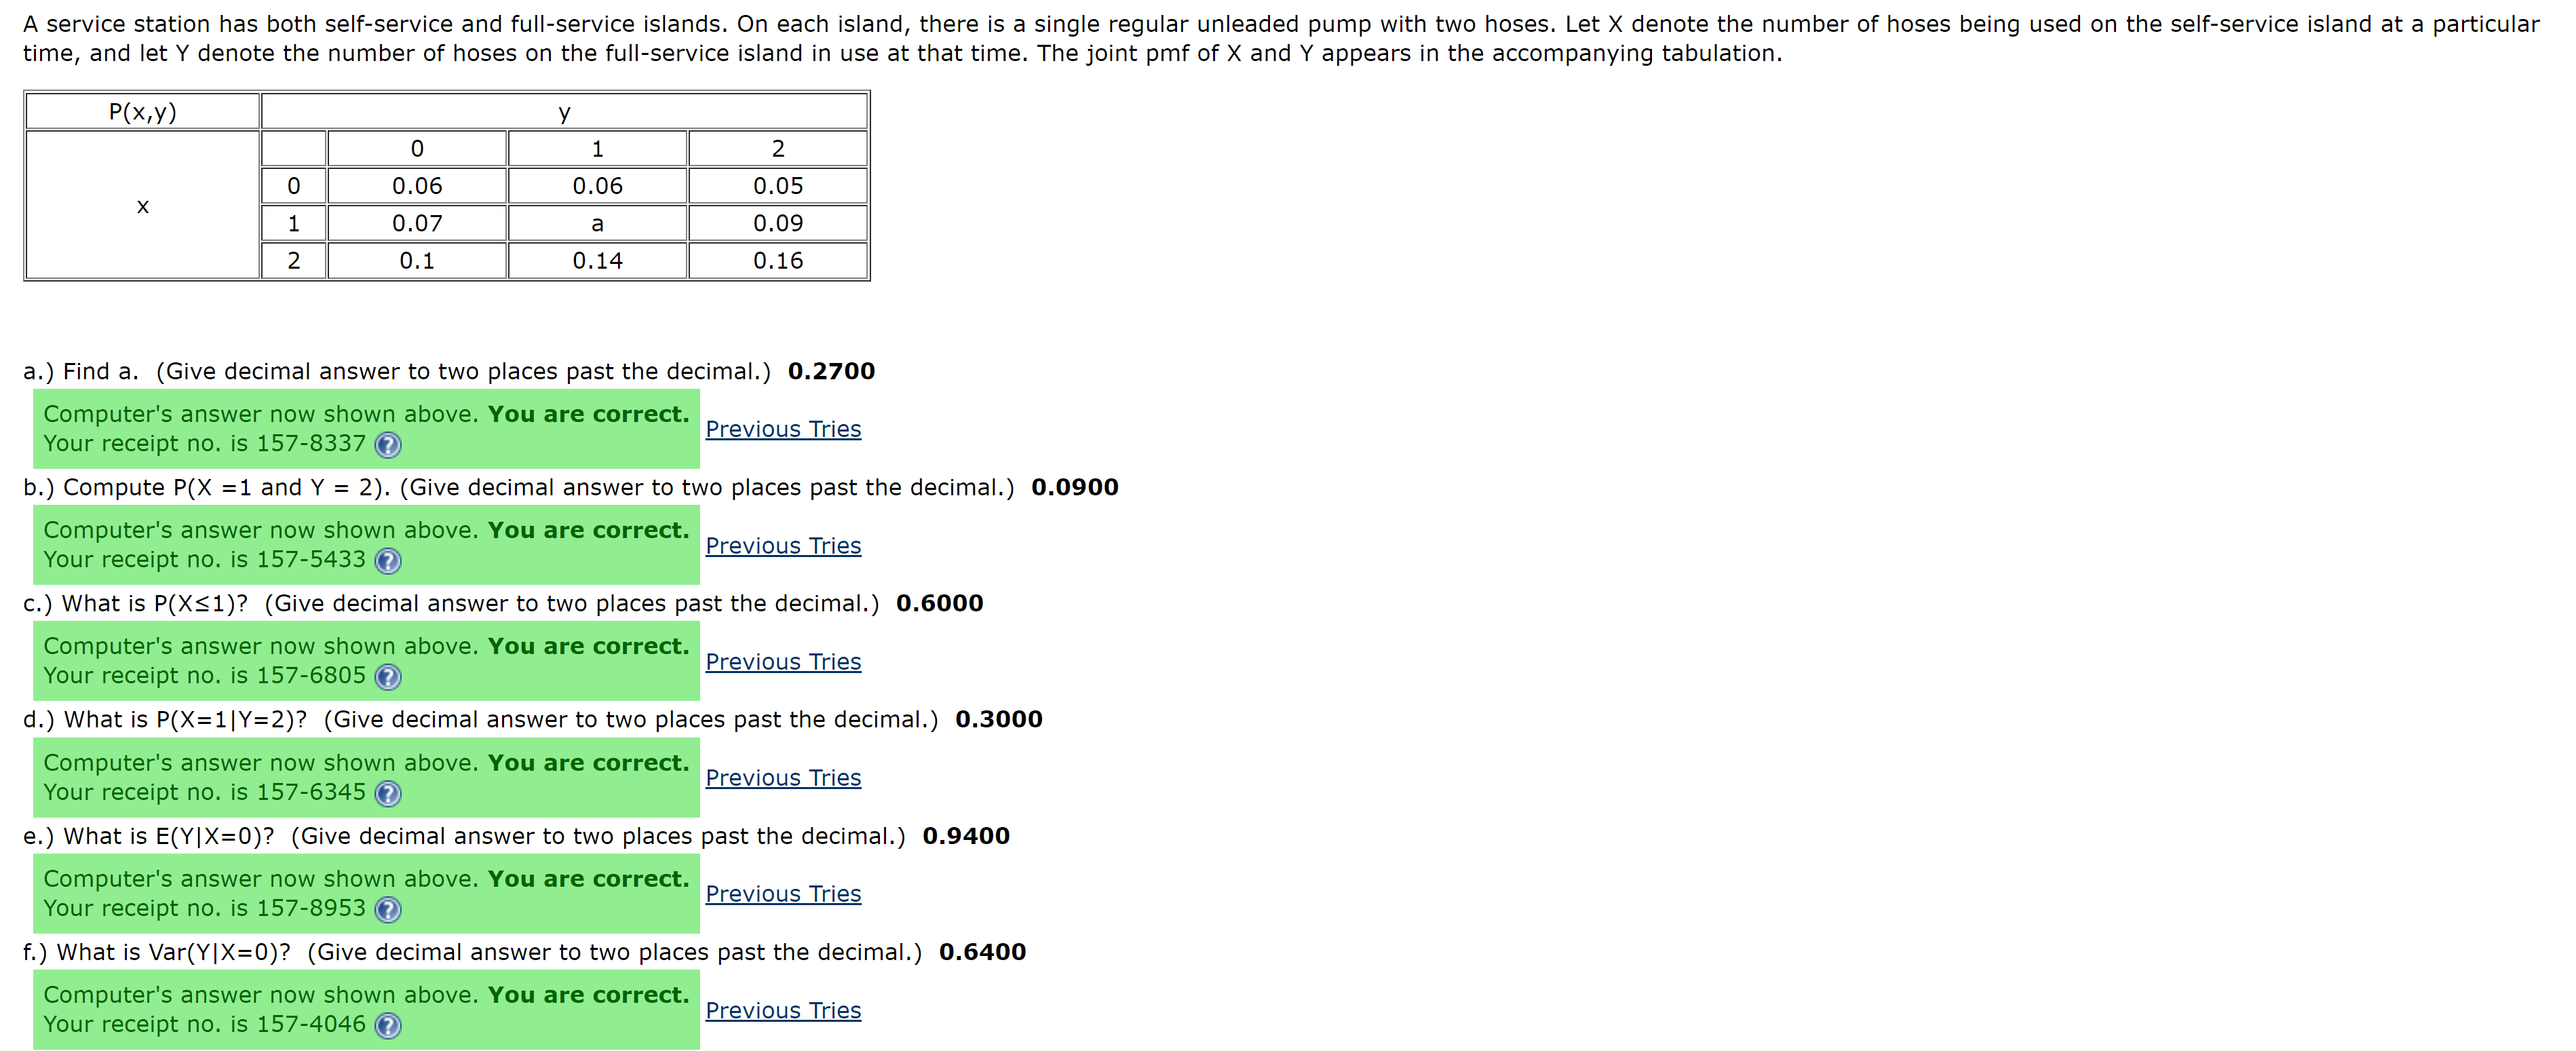 A service station has both self-service and full-service islands. On each island, there is a single regular unleaded pump with two hoses. Let X denote the number of hoses being used on the self-service island at a particular
time, and let Y denote the number of hoses on the full-service island in use at that time. The joint pmf of X and Y appears in the accompanying tabulation.
P(x,y) y
0 1 2
x
0 0.06 0.06 0.05
1 0.07 a 0.09
2 0.1 0.14 0.16
a.) Find a. (Give decimal answer to two places past the decimal.) 0.2700
Computer's answer now shown above. You are correct.
Your receipt no. is 157-8337 ?
Previous Tries
b.) Compute P(X =1 and Y = 2). (Give decimal answer to two places past the decimal.) 0.0900
Computer's answer now shown above. You are correct.
Your receipt no. is 157-5433 ?
Previous Tries
c.) What is P(X≤1)? (Give decimal answer to two places past the decimal.) 0.6000
Computer's answer now shown above. You are correct.
Your receipt no. is 157-6805 ?
Previous Tries
d.) What is P(X=1|Y=2)? (Give decimal answer to two places past the decimal.) 0.3000
Computer's answer now shown above. You are correct.
Your receipt no. is 157-6345 ?
Previous Tries
e.) What is E(Y|X=0)? (Give decimal answer to two places past the decimal.) 0.9400
Computer's answer now shown above. You are correct.
Your receipt no. is 157-8953 ?
Previous Tries
f.) What is Var(Y|X=0)? (Give decimal answer to two places past the decimal.) 0.6400
Computer's answer now shown above. You are correct.
Your receipt no. is 157-4046 ?
Previous Tries